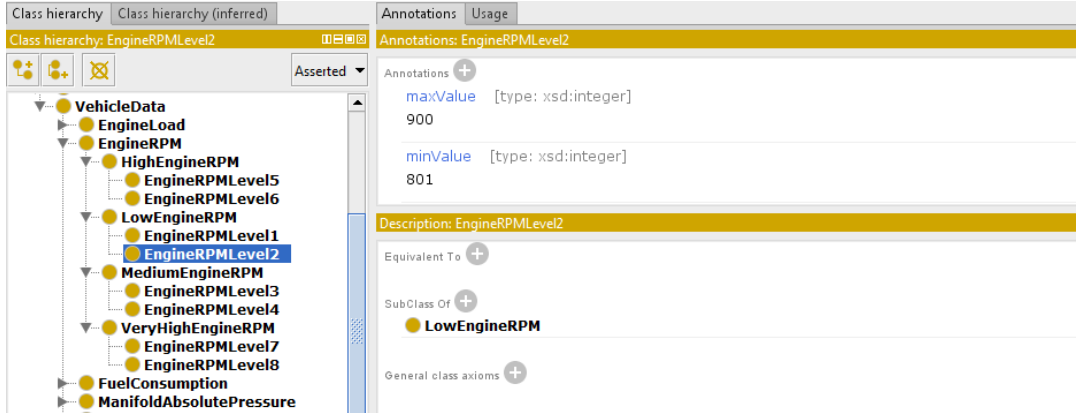 Class hierarchy Class hierarchy (inferred)
Class hierarchy: EngineRPMLevel2
Asserted
VehicleData
EngineLoad
EngineRPM
HighEngineRPM
EngineRPMLevel5
EngineRPMLevel6
LowEngineRPM
EngineRPMLevel1
EngineRPMLevel2
MediumEngineRPM
EngineRPMLevel3
EngineRPMLevel4
VeryHighEngineRPM
EngineRPMLevel7
EngineRPMLevel8
FuelConsumption
ManifoldAbsolutePressure
Annotations Usage
Annotations: EngineRPMLevel2
Annotations
maxValue [type: xsd:integer]
900
minValue [type: xsd:integer]
801
Description: EngineRPMLevel2
Equivalent To
SubClass Of
LowEngineRPM
General class axioms